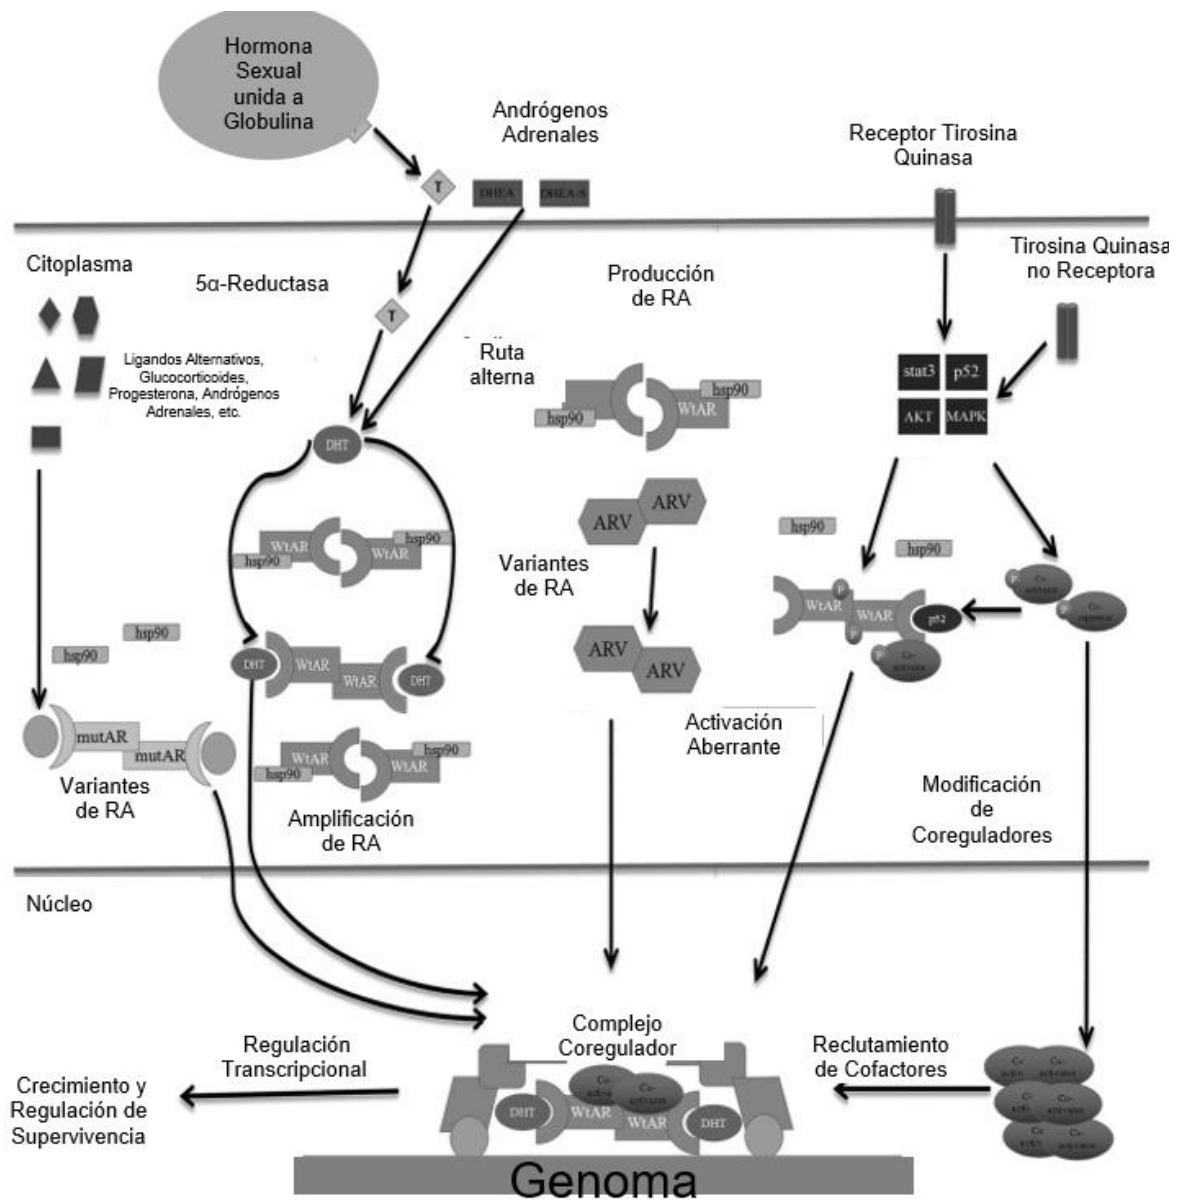 Hormona
Sexual
unida a
Globulina
Andrógenos
Adrenales
Receptor Tirosina
Quinasa
T
DHEA
DHEA-S
Citoplasma
5α-Reductasa
Producción
de RA
Tirosina Quinasa
no Receptora
T
Ruta
alterna
Ligandos Alternativos,
Glucocorticoides,
Progesterona, Andrógenos
Adrenales, etc.
hsp90
WtAR
hsp90
stat3
p52
AKT
MAPK
DHT
ARV
ARV
hsp90
WtAR
WtAR
hsp90
Variantes
de RA
hsp90
hsp90
P
WtAR
WtAR
P
p52
P
Co-
P
Co-
P
Co-
hsp90
hsp90
DHT
WtAR
WtAR
DHT
ARV
ARV
mutAR
mutAR
Variantes
de RA
hsp90
WtAR
WtAR
hsp90
Amplificación
de RA
Activación
Aberrante
Modificación
de
Coreguladores
Núcleo
Complejo
Coregulador
Regulación
Transcripcional
Reclutamiento
de Cofactores
Crecimiento y
Regulación de
Supervivencia
DHT
WtAR
WtAR
DHT
Genoma